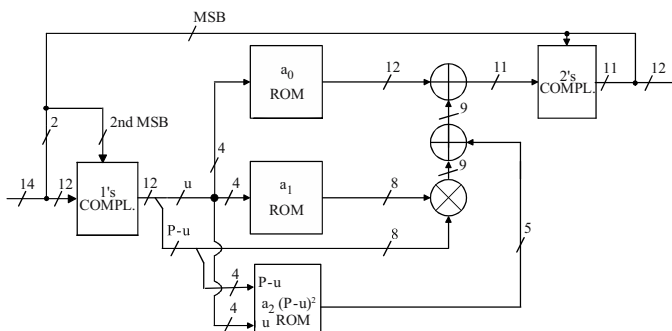 MSB
a0
ROM
12
11
2's
COMPL.
11
12
9
2
2nd MSB
4
9
14
12
1's
COMPL.
12
u
4
a1
ROM
8
P-u
8
5
4
P-u
a2 (P-u)²
u ROM
4